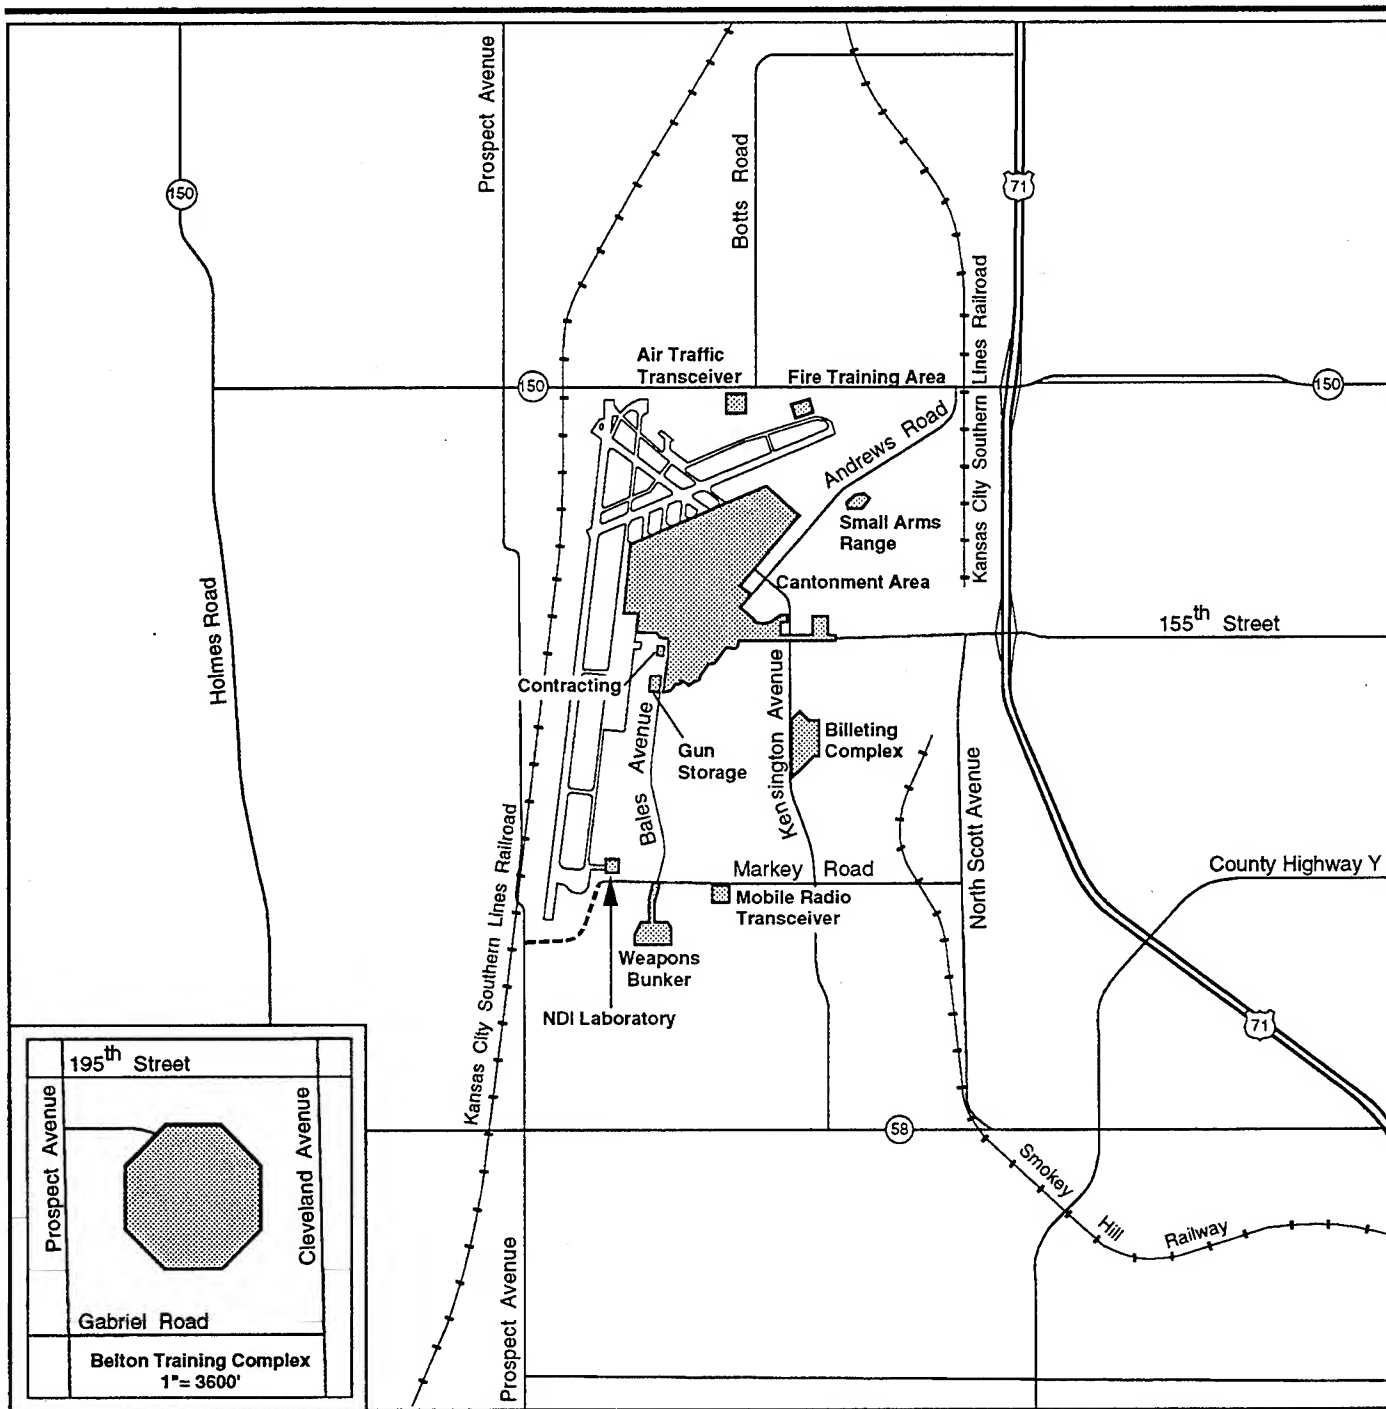 Prospect Avenue
150
71
Botts Road
Kansas City Southern Lines Railroad
Air Traffic
Transceiver
Fire Training Area
150
150
Andrews Road
Small Arms
Range
Cantonment Area
Holmes Road
155th Street
Contracting
Gun
Storage
Bales Avenue
Kensington Avenue
Billeting
Complex
North Scott Avenue
Kansas City Southern Lines Railroad
Markey Road
County Highway Y
Mobile Radio
Transceiver
Weapons
Bunker
NDI Laboratory
71
58
Smokey Hill Railway
Prospect Avenue
195th Street
Prospect Avenue
Cleveland Avenue
Gabriel Road
Belton Training Complex
1"= 3600'